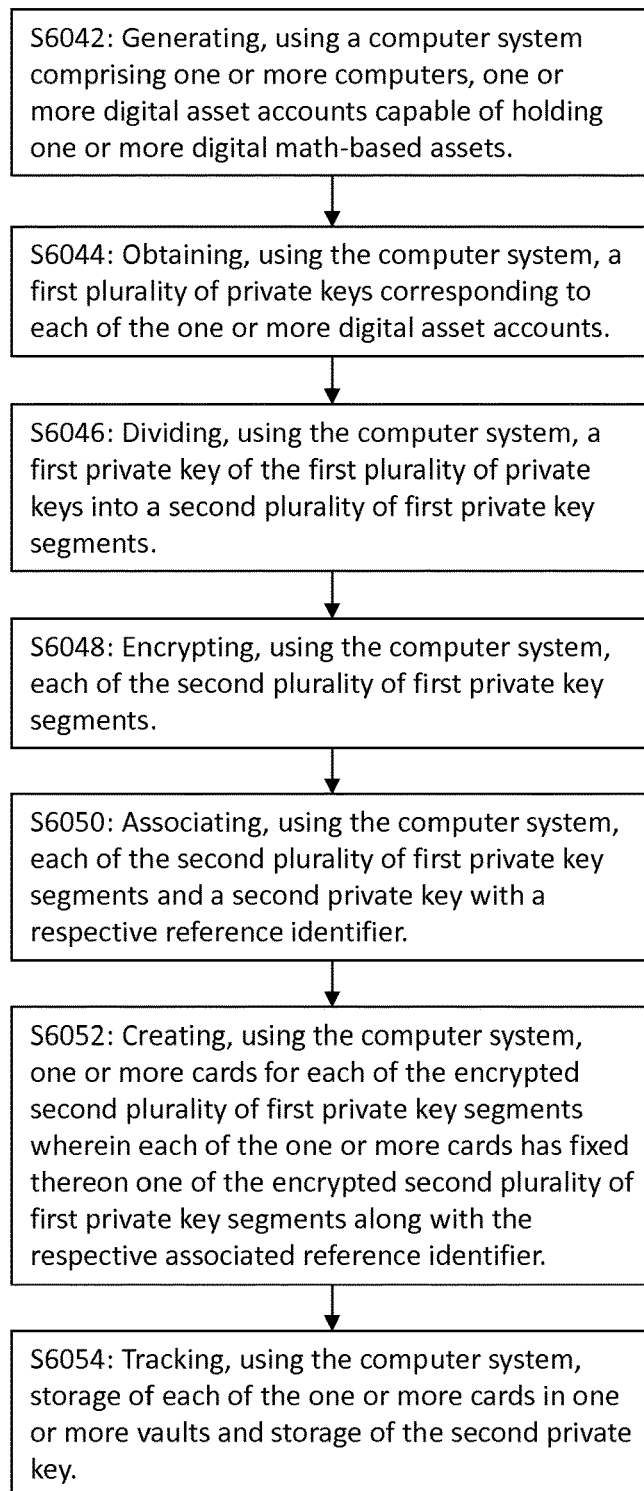 S6042: Generating, using a computer system
comprising one or more computers, one or
more digital asset accounts capable of holding
one or more digital math-based assets.
S6044: Obtaining, using the computer system, a
first plurality of private keys corresponding to
each of the one or more digital asset accounts.
S6046: Dividing, using the computer system, a
first private key of the first plurality of private
keys into a second plurality of first private key
segments.
S6048: Encrypting, using the computer system,
each of the second plurality of first private key
segments.
S6050: Associating, using the computer system,
each of the second plurality of first private key
segments and a second private key with a
respective reference identifier.
S6052: Creating, using the computer system,
one or more cards for each of the encrypted
second plurality of first private key segments
wherein each of the one or more cards has fixed
thereon one of the encrypted second plurality of
first private key segments along with the
respective associated reference identifier.
S6054: Tracking, using the computer system,
storage of each of the one or more cards in one
or more vaults and storage of the second private
key.